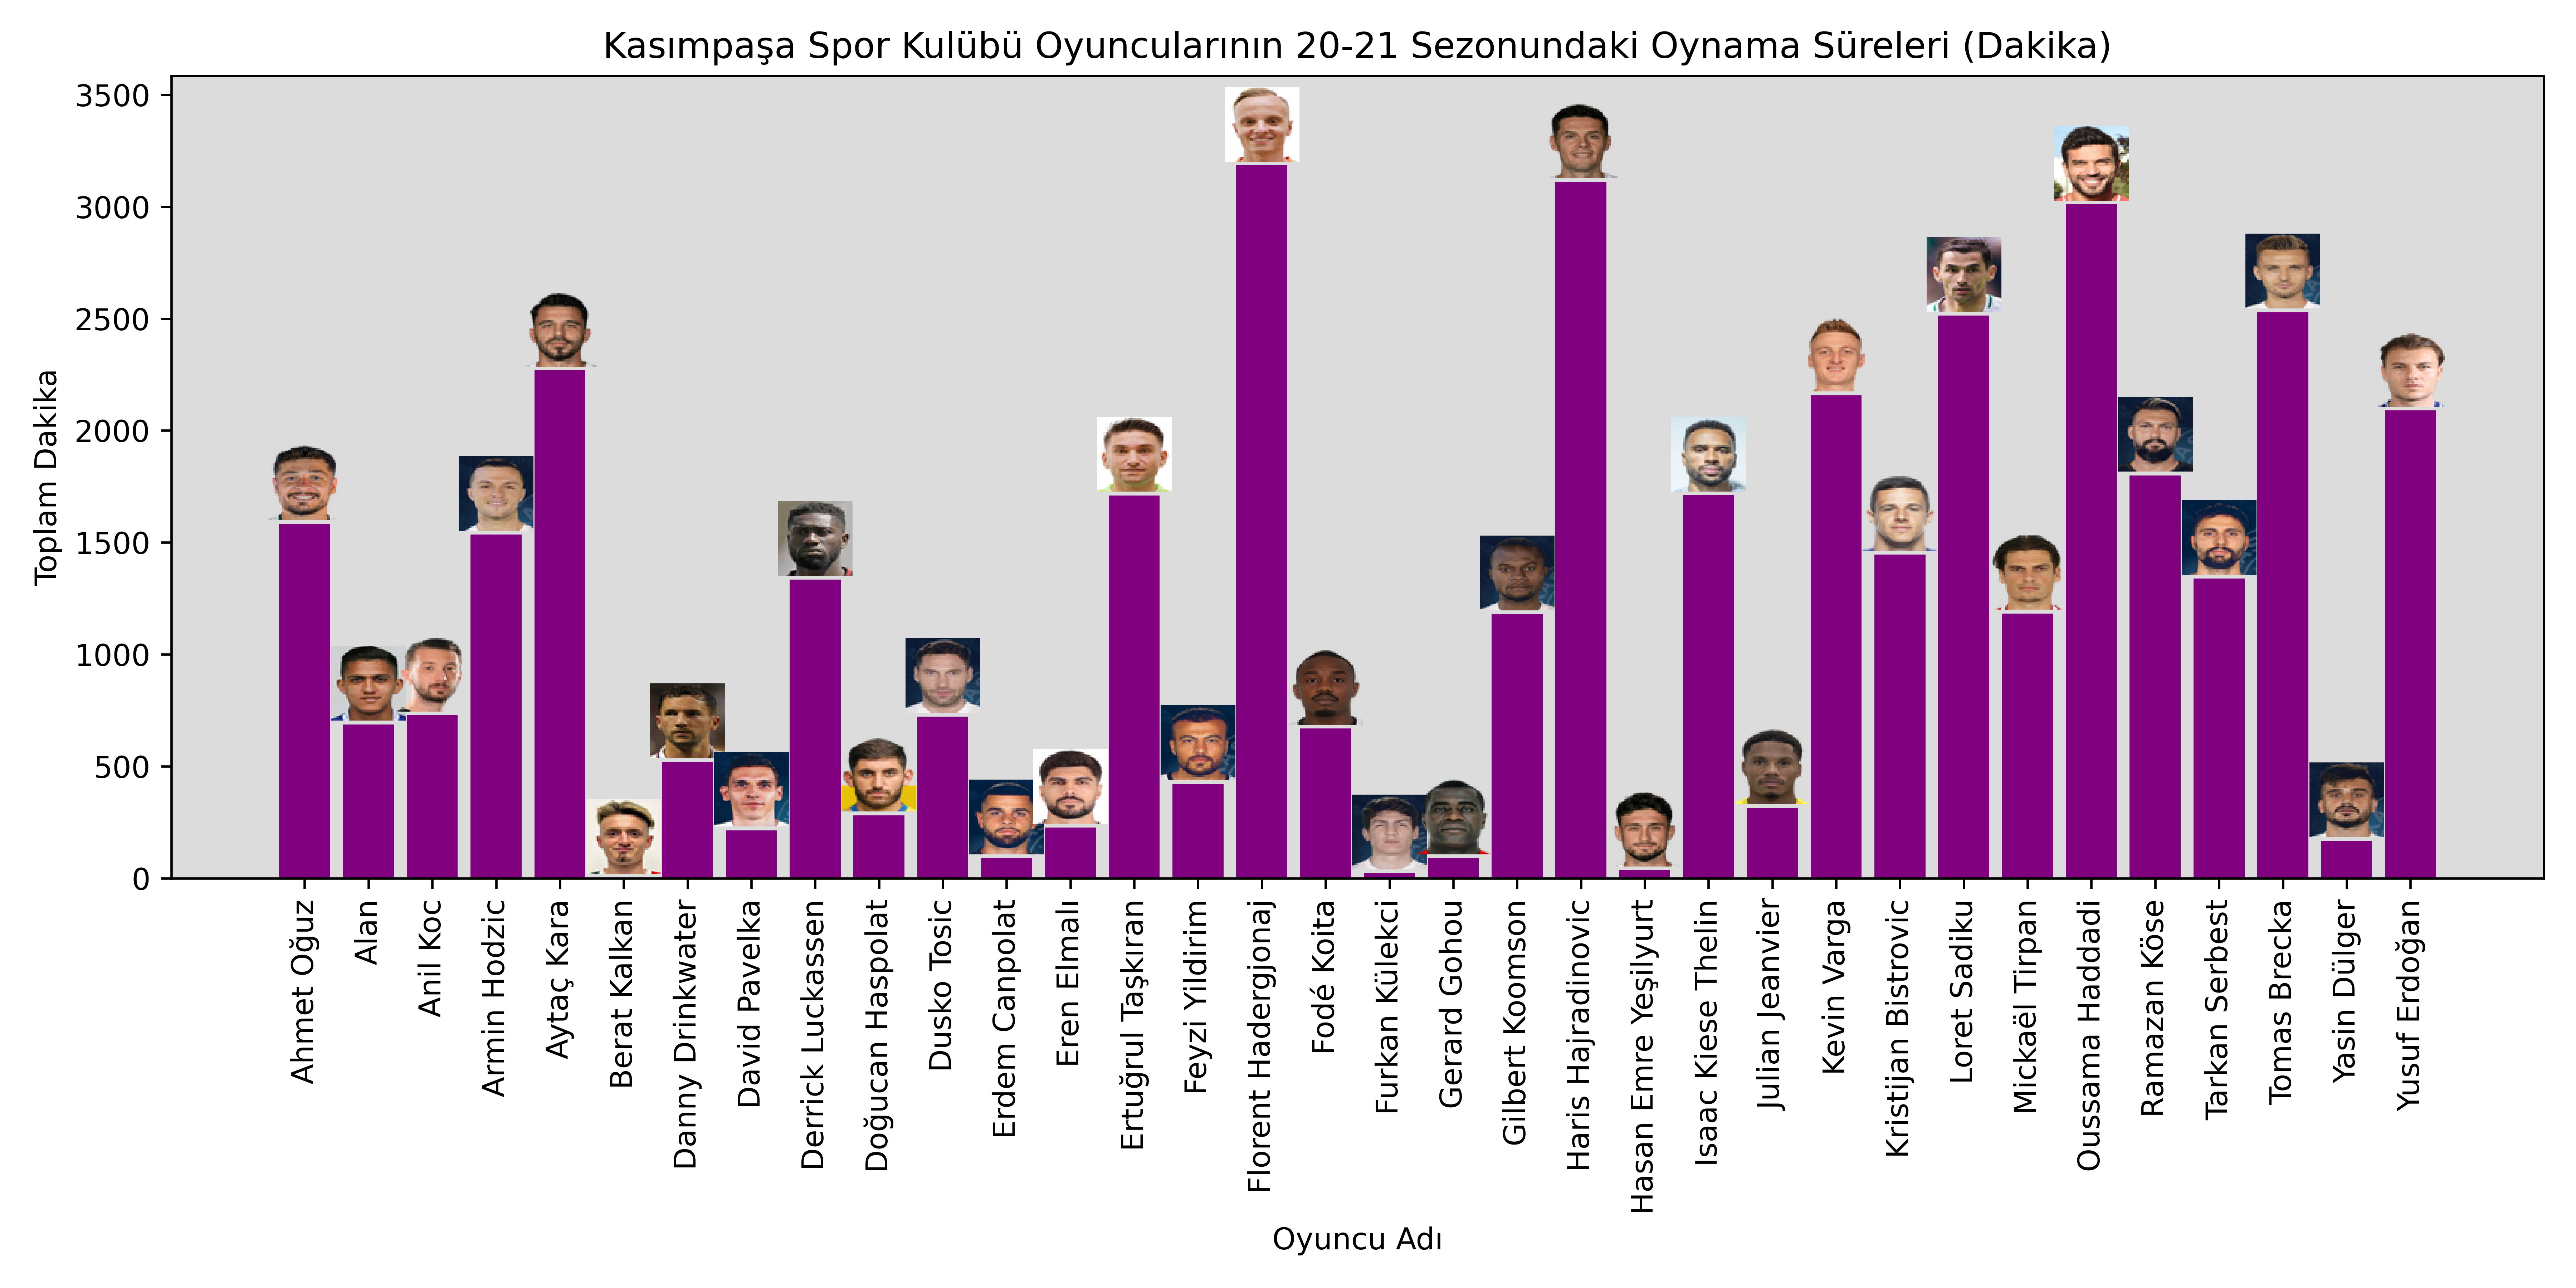 Kasımpaşa Spor Kulübü Oyuncularının 20-21 Sezonundaki Oynama Süreleri (Dakika)
Toplam Dakika
3500
3000
2500
2000
1500
1000
500
0
Ahmet Oğuz
Alan
Anil Koc
Armin Hodzic
Aytaç Kara
Berat Kalkan
Danny Drinkwater
David Pavelka
Derrick Luckassen
Doğucan Haspolat
Dusko Tosic
Erdem Canpolat
Eren Elmalı
Ertuğrul Taşkıran
Feyzi Yildirim
Florent Hadergjonaj
Fodé Koita
Furkan Külekci
Gerard Gohou
Gilbert Koomson
Haris Hajradinovic
Hasan Emre Yeşilyurt
Isaac Kiese Thelin
Julian Jeanvier
Kevin Varga
Kristijan Bistrovic
Loret Sadiku
Mickaël Tirpan
Oussama Haddadi
Ramazan Köse
Tarkan Serbest
Tomas Brecka
Yasin Dülger
Yusuf Erdoğan
Oyuncu Adı